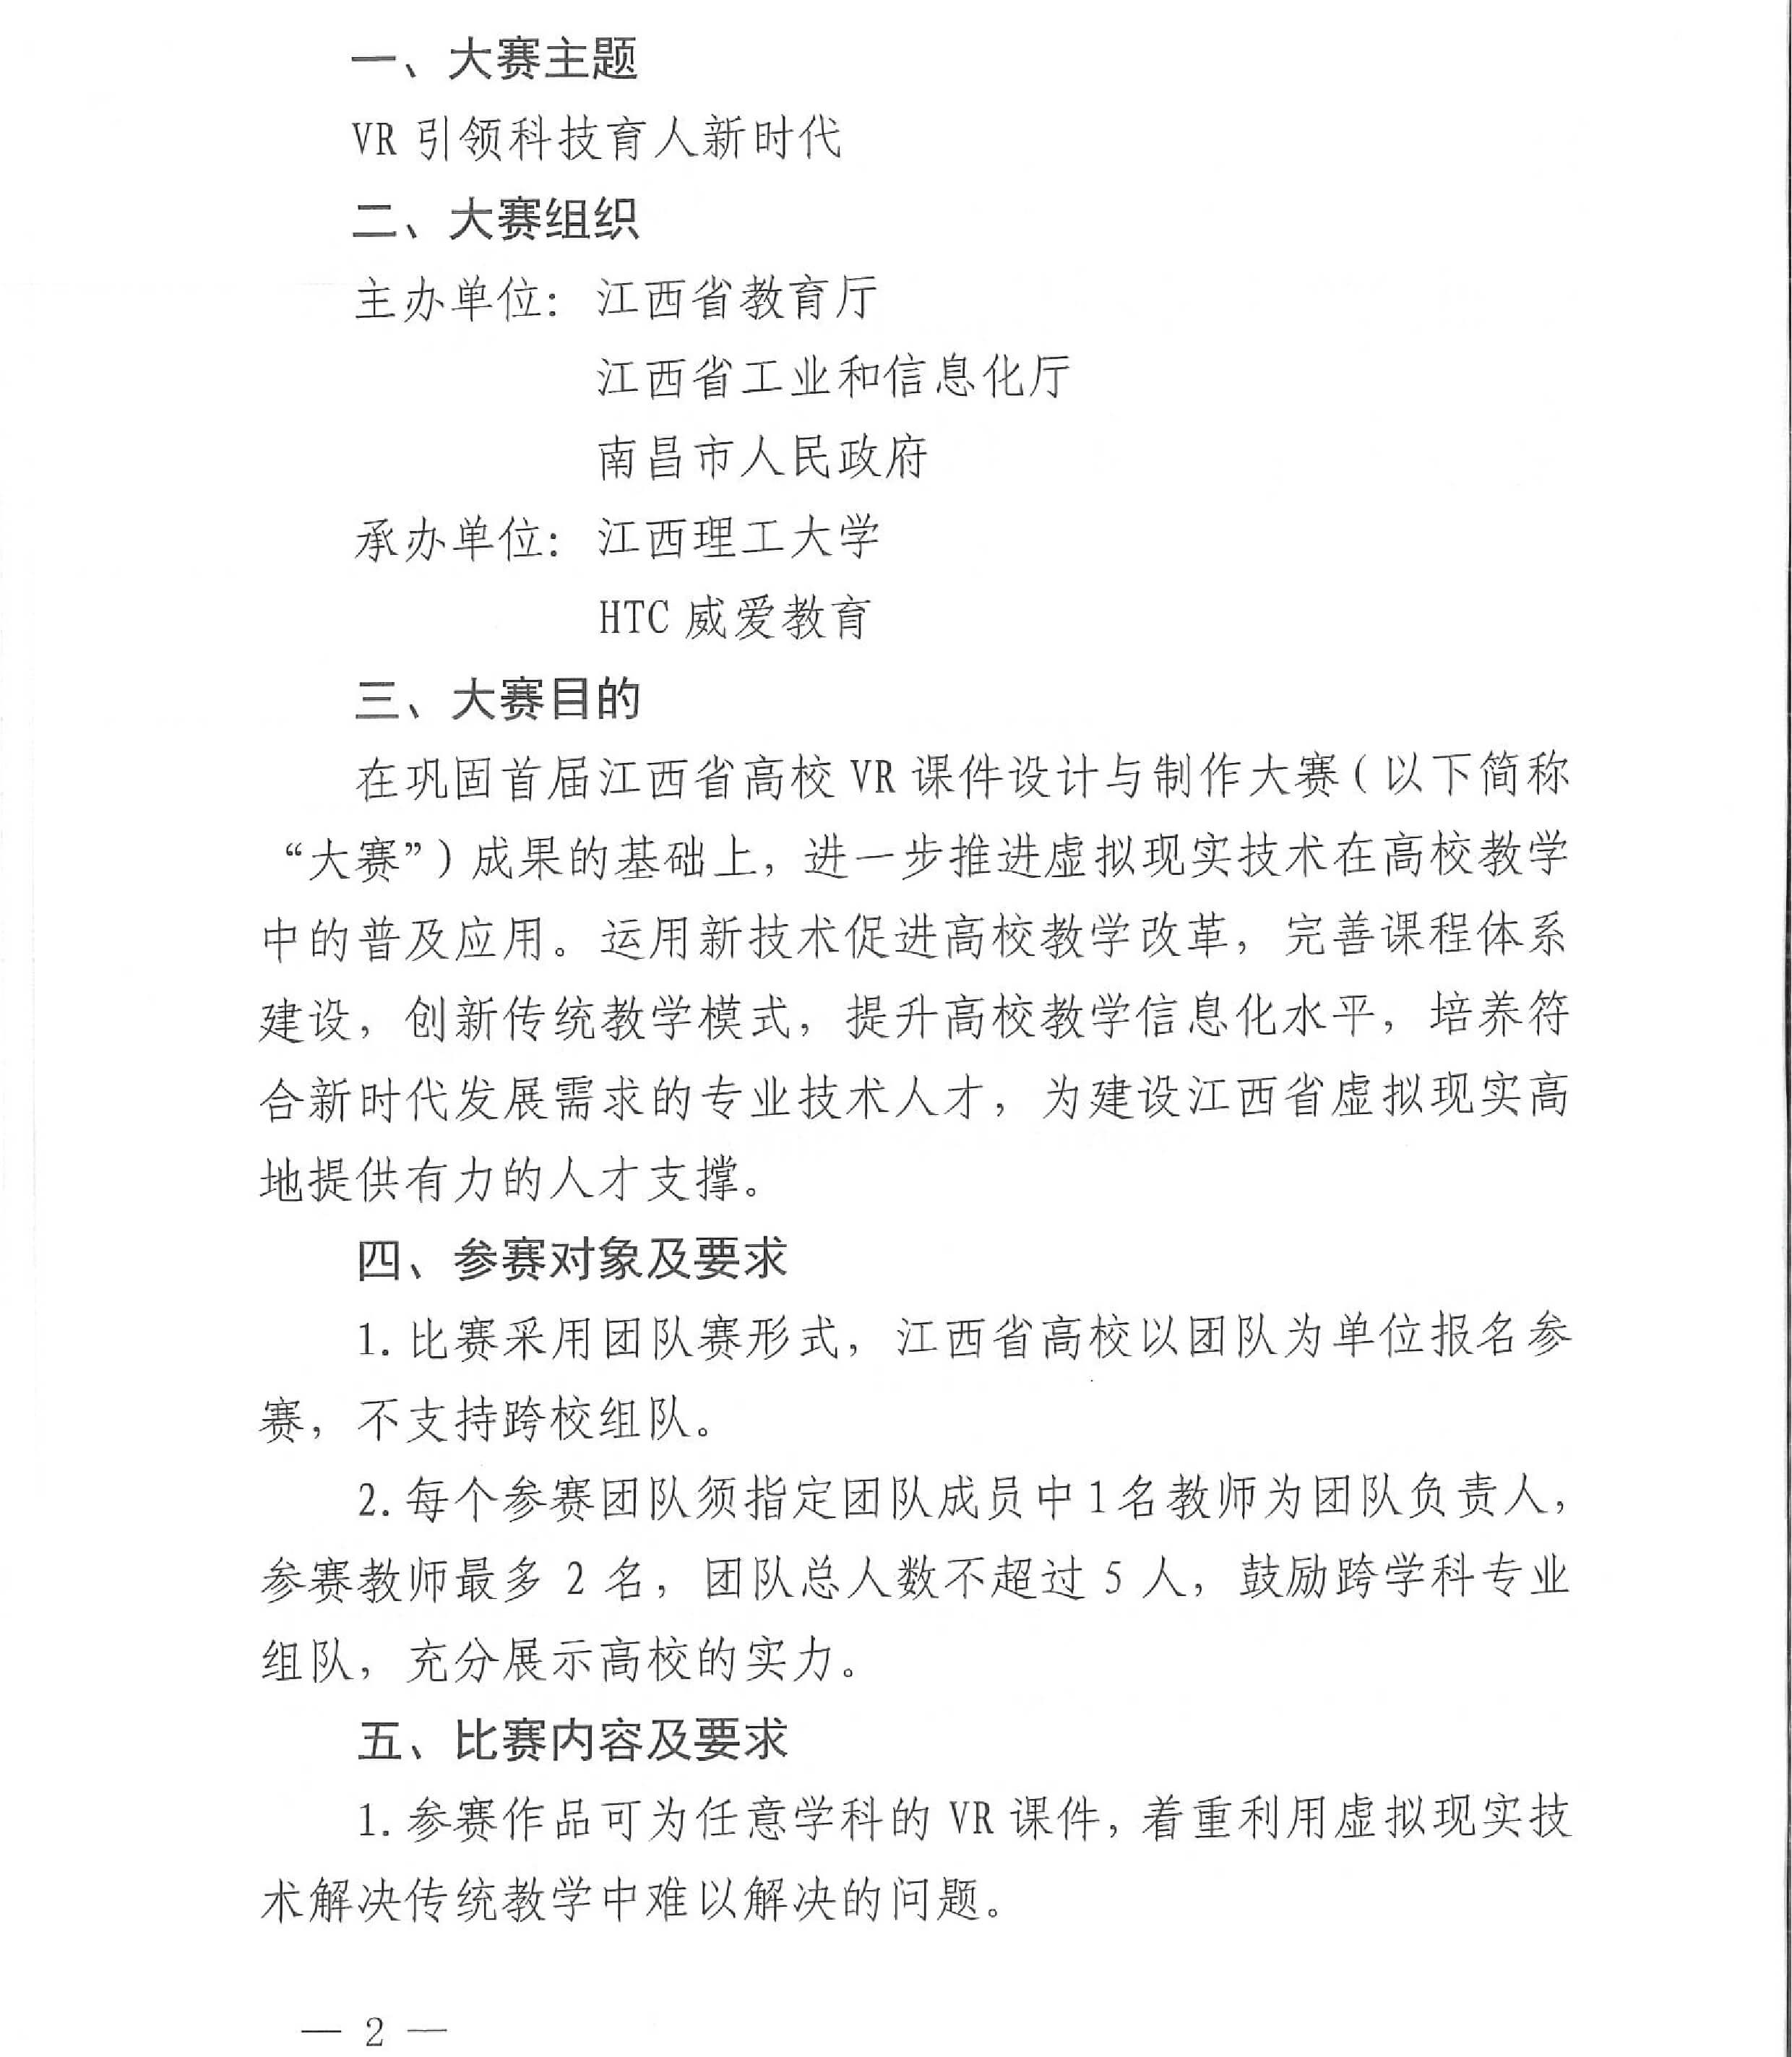 一、大赛主题
VR 引领科技育人新时代
二、大赛组织
主办单位：江西省教育厅
江西省工业和信息化厅
南昌市人民政府
承办单位：江西理工大学
HTC 威爱教育
三、大赛目的
在巩固首届江西省高校 VR 课件设计与制作大赛（以下简称
“大赛”）成果的基础上，进一步推进虚拟现实技术在高校教学
中的普及应用。运用新技术促进高校教学改革，完善课程体系
建设，创新传统教学模式，提升高校教学信息化水平，培养符
合新时代发展需求的专业技术人才，为建设江西省虚拟现实高
地提供有力的人才支撑。
四、参赛对象及要求
1. 比赛采用团队赛形式，江西省高校以团队为单位报名参
赛，不支持跨校组队。
2. 每个参赛团队须指定团队成员中 1 名教师为团队负责人，
参赛教师最多 2 名，团队总人数不超过 5 人，鼓励跨学科专业
组队，充分展示高校的实力。
五、比赛内容及要求
1. 参赛作品可为任意学科的 VR 课件，着重利用虚拟现实技
术解决传统教学中难以解决的问题。
— 2 —